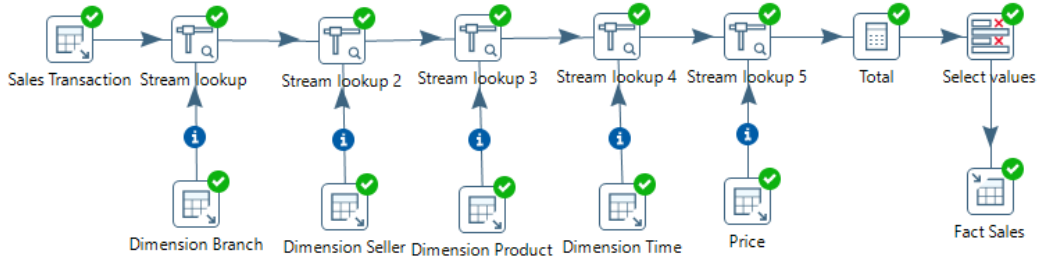 Sales Transaction
Stream lookup
Stream lookup 2
Stream lookup 3
Stream lookup 4
Stream lookup 5
Total
Select values
Dimension Branch
Dimension Seller
Dimension Product
Dimension Time
Price
Fact Sales